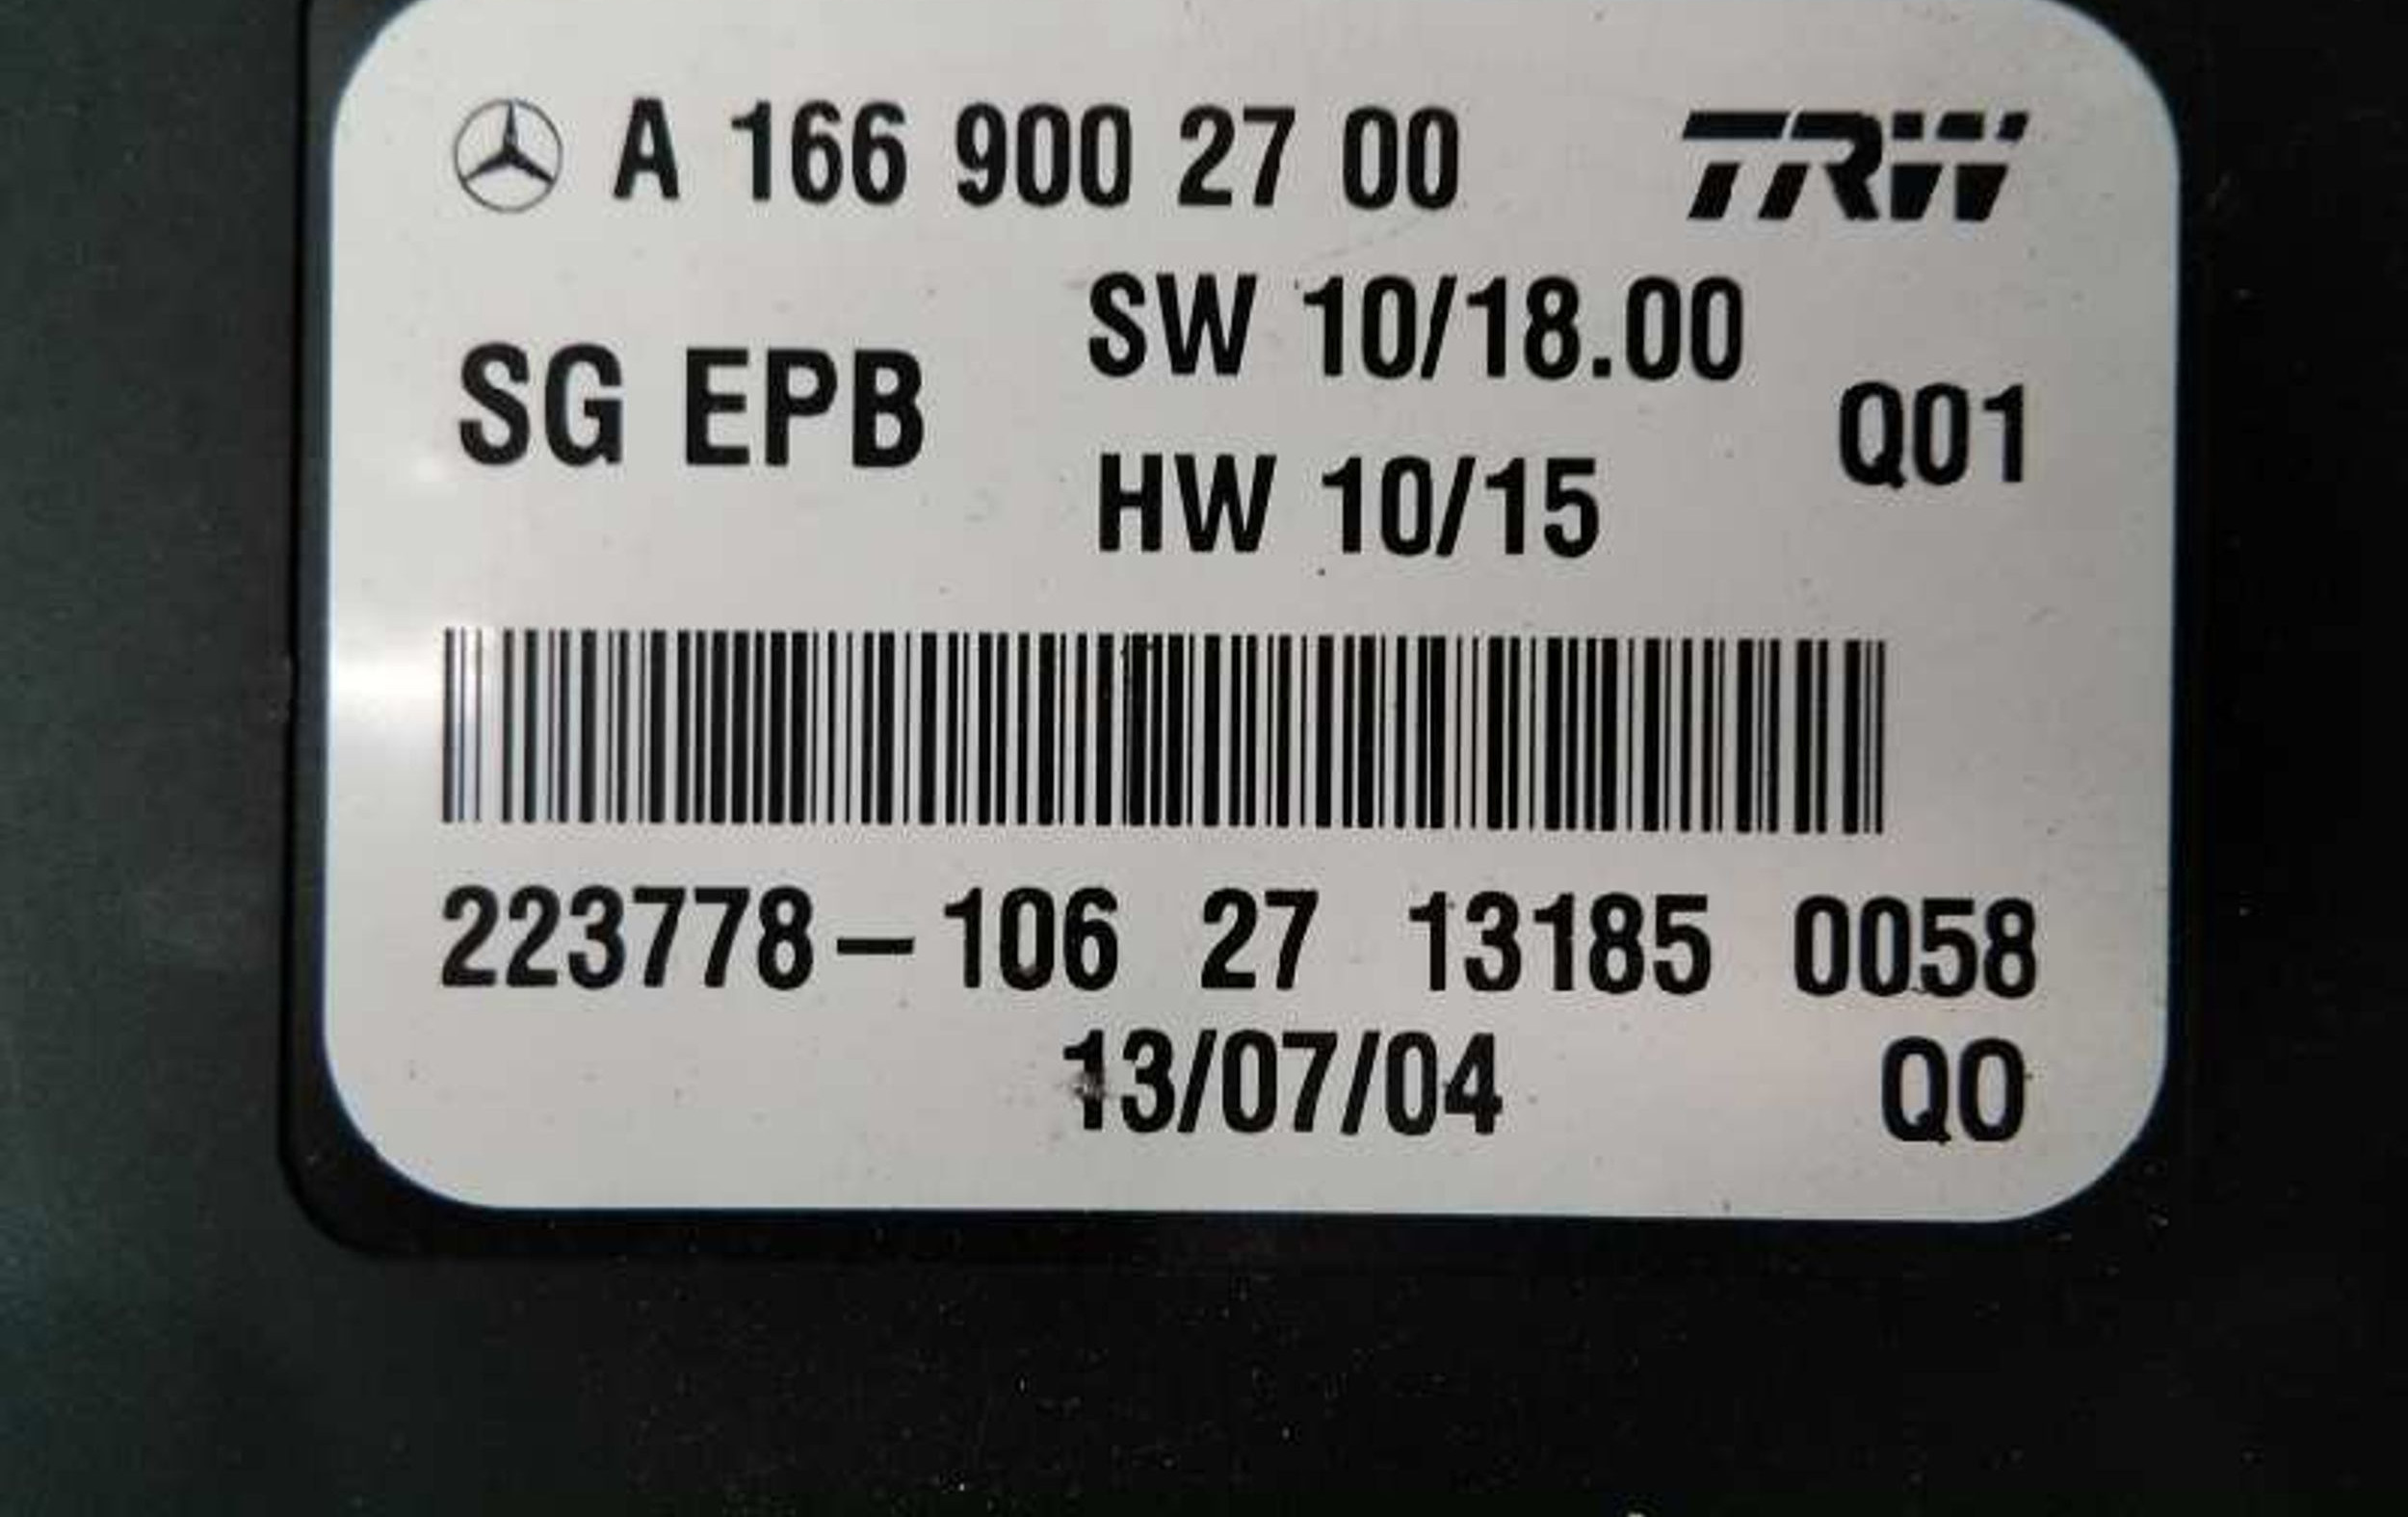 A 166 900 27 00 TRW
SW 10/18.00
SG EPB Q01
HW 10/15
223778-106 27 13185 0058
13/07/04 Q0